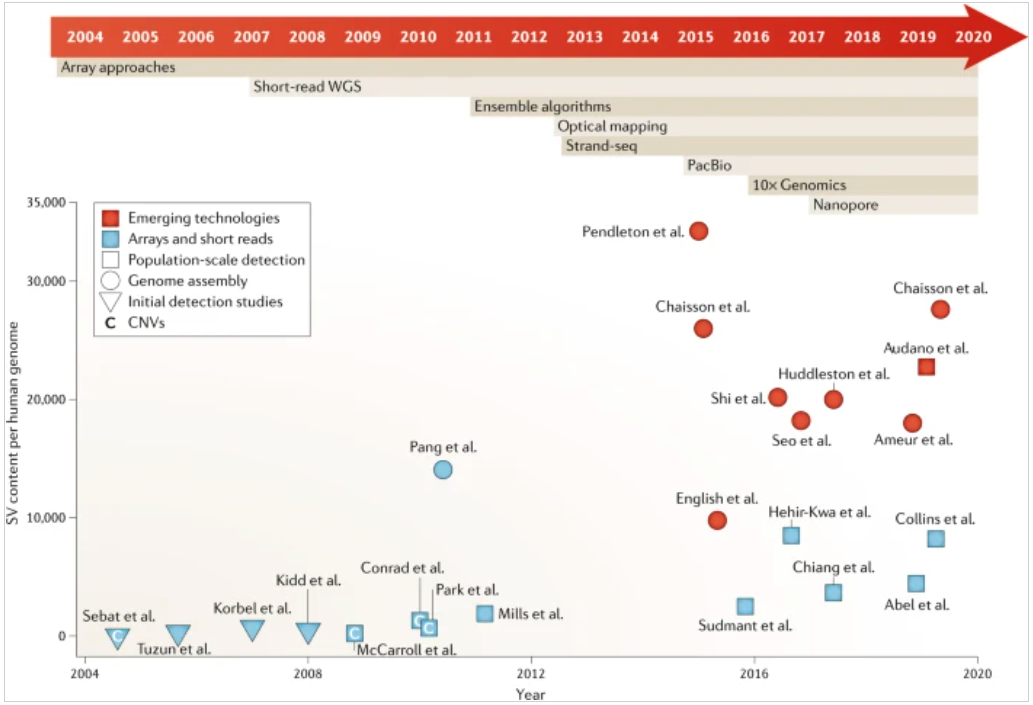 2004 2005 2006 2007 2008 2009 2010 2011 2012 2013 2014 2015 2016 2017 2018 2019 2020
Array approaches
Short-read WGS
Ensemble algorithms
Optical mapping
Strand-seq
PacBio
10× Genomics
Nanopore
35,000
30,000
20,000
10,000
0
SV content per human genome
Emerging technologies
Arrays and short reads
Population-scale detection
Genome assembly
Initial detection studies
C CNVs
Pendleton et al.
Chaisson et al.
Chaisson et al.
Audano et al.
Huddleston et al.
Shi et al.
Seo et al.
Ameur et al.
Pang et al.
English et al.
Hehir-Kwa et al.
Collins et al.
Chiang et al.
Abel et al.
Sudmant et al.
Conrad et al.
Kidd et al.
Park et al.
Korbel et al.
Sebat et al.
Mills et al.
C
C
C
C
Tuzun et al.
McCarroll et al.
2004 2008 2012 2016 2020
Year